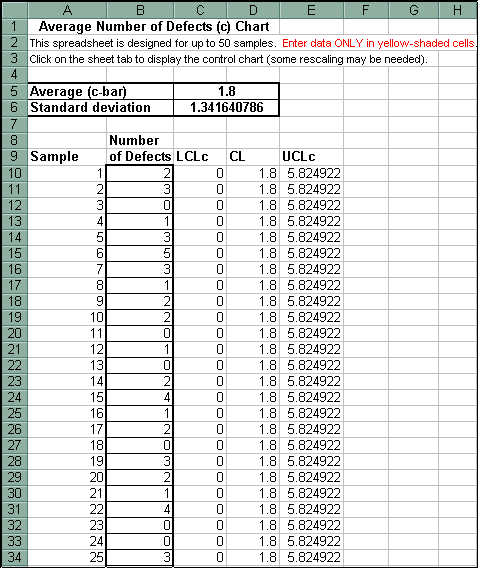 A B C D E F G H
1 Average Number of Defects (c) Chart
2 This spreadsheet is designed for up to 50 samples. Enter data ONLY in yellow-shaded cells.
3 Click on the sheet tab to display the control chart (some rescaling may be needed).
4
5 Average (c-bar) 1.8
6 Standard deviation 1.341640786
7
8 Number
9 Sample of Defects LCLc CL UCLc
10 1 2 0 1.8 5.824922
11 2 3 0 1.8 5.824922
12 3 0 0 1.8 5.824922
13 4 1 0 1.8 5.824922
14 5 3 0 1.8 5.824922
15 6 5 0 1.8 5.824922
16 7 3 0 1.8 5.824922
17 8 1 0 1.8 5.824922
18 9 2 0 1.8 5.824922
19 10 2 0 1.8 5.824922
20 11 0 0 1.8 5.824922
21 12 1 0 1.8 5.824922
22 13 0 0 1.8 5.824922
23 14 2 0 1.8 5.824922
24 15 4 0 1.8 5.824922
25 16 1 0 1.8 5.824922
26 17 2 0 1.8 5.824922
27 18 0 0 1.8 5.824922
28 19 3 0 1.8 5.824922
29 20 2 0 1.8 5.824922
30 21 1 0 1.8 5.824922
31 22 4 0 1.8 5.824922
32 23 0 0 1.8 5.824922
33 24 0 0 1.8 5.824922
34 25 3 0 1.8 5.824922